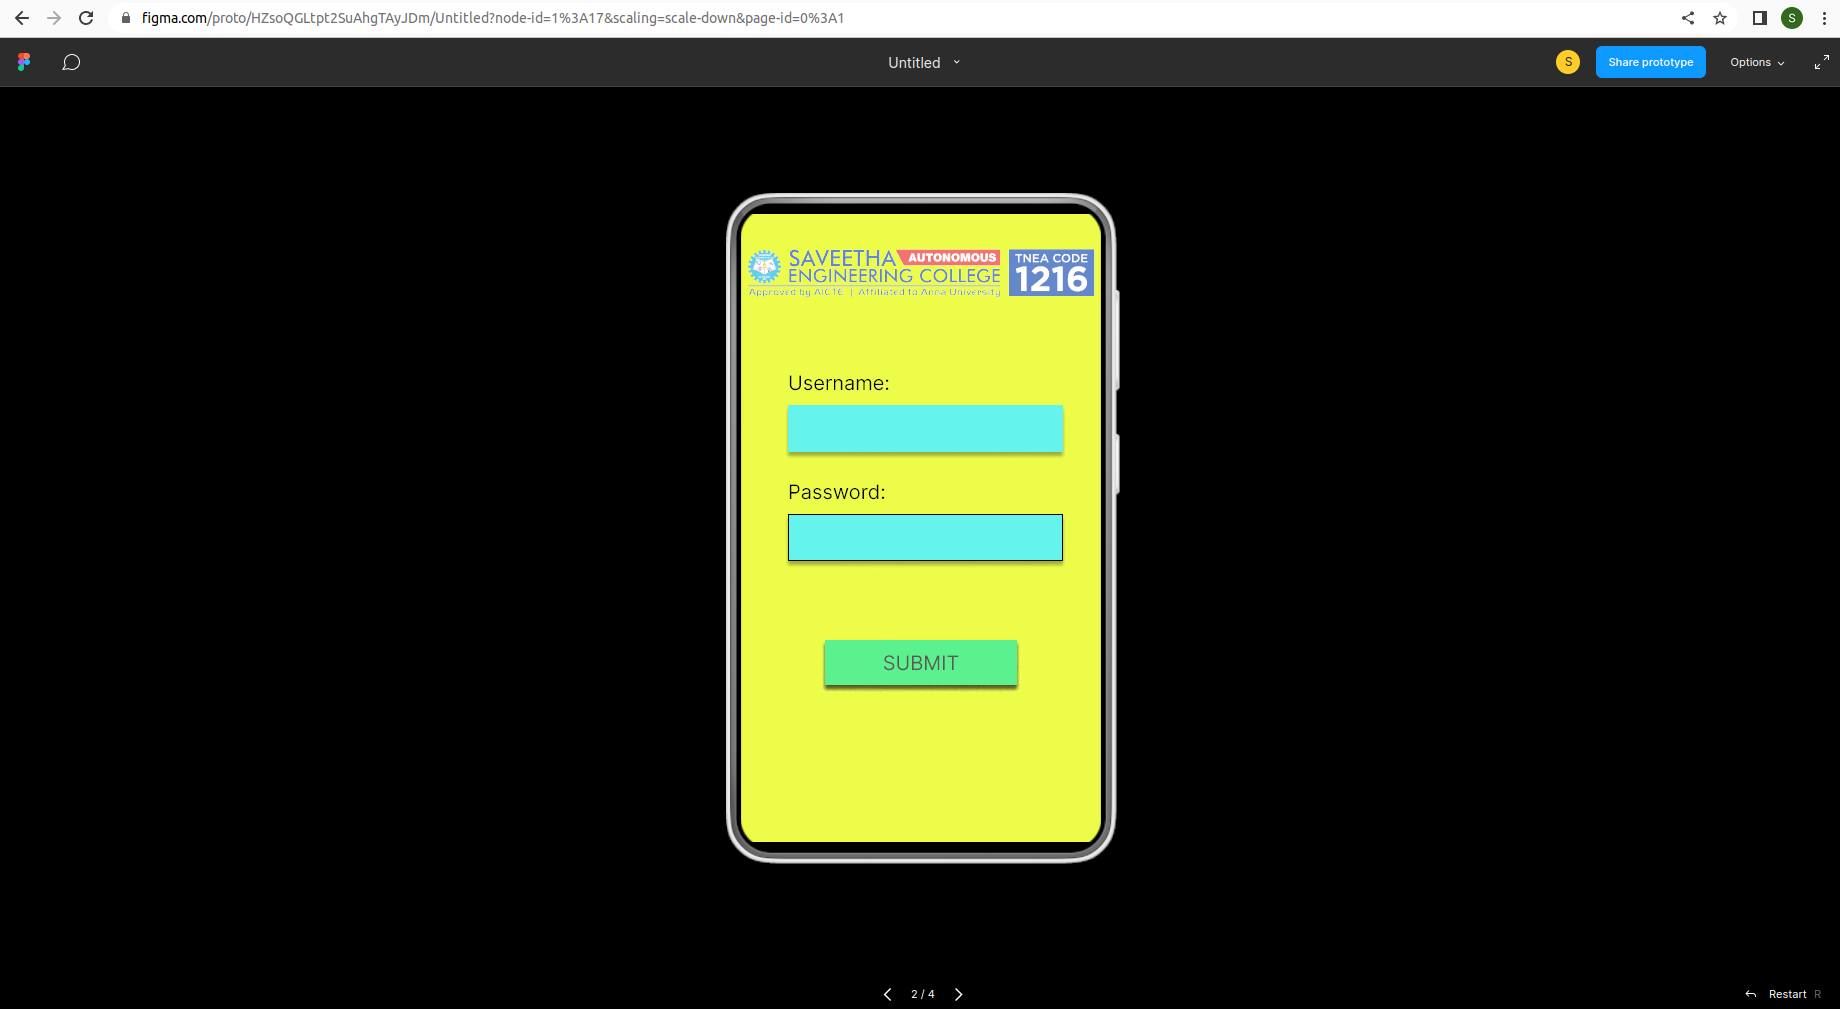 figma.com/proto/HZsoQGLtpt2SuAhgTAyJDm/Untitled?node-id=1%3A17&scaling=scale-down&page-id=0%3A1
S
Untitled
S
Share prototype
Options
SAVEETHA AUTONOMOUS
ENGINEERING COLLEGE
Approved by AICTE | Affiliated to Anna University
TNEA CODE
1216
Username:
Password:
SUBMIT
2 / 4
Restart R